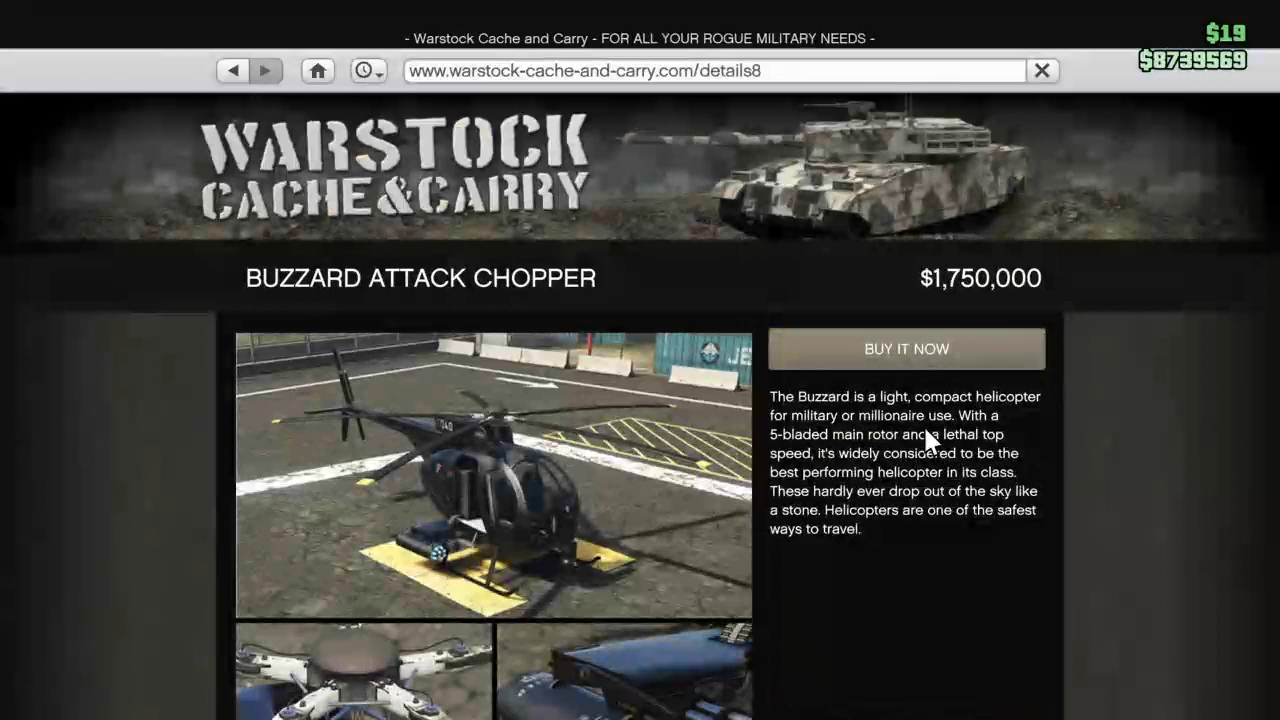 - Warstock Cache and Carry - FOR ALL YOUR ROGUE MILITARY NEEDS -
$19
$8739569
www.warstock-cache-and-carry.com/details8
WARSTOCK
CACHE&CARRY
BUZZARD ATTACK CHOPPER
$1,750,000
BUY IT NOW
The Buzzard is a light, compact helicopter
for military or millionaire use. With a
5-bladed main rotor and a lethal top
speed, it's widely considered to be the
best performing helicopter in its class.
These hardly ever drop out of the sky like
a stone. Helicopters are one of the safest
ways to travel.